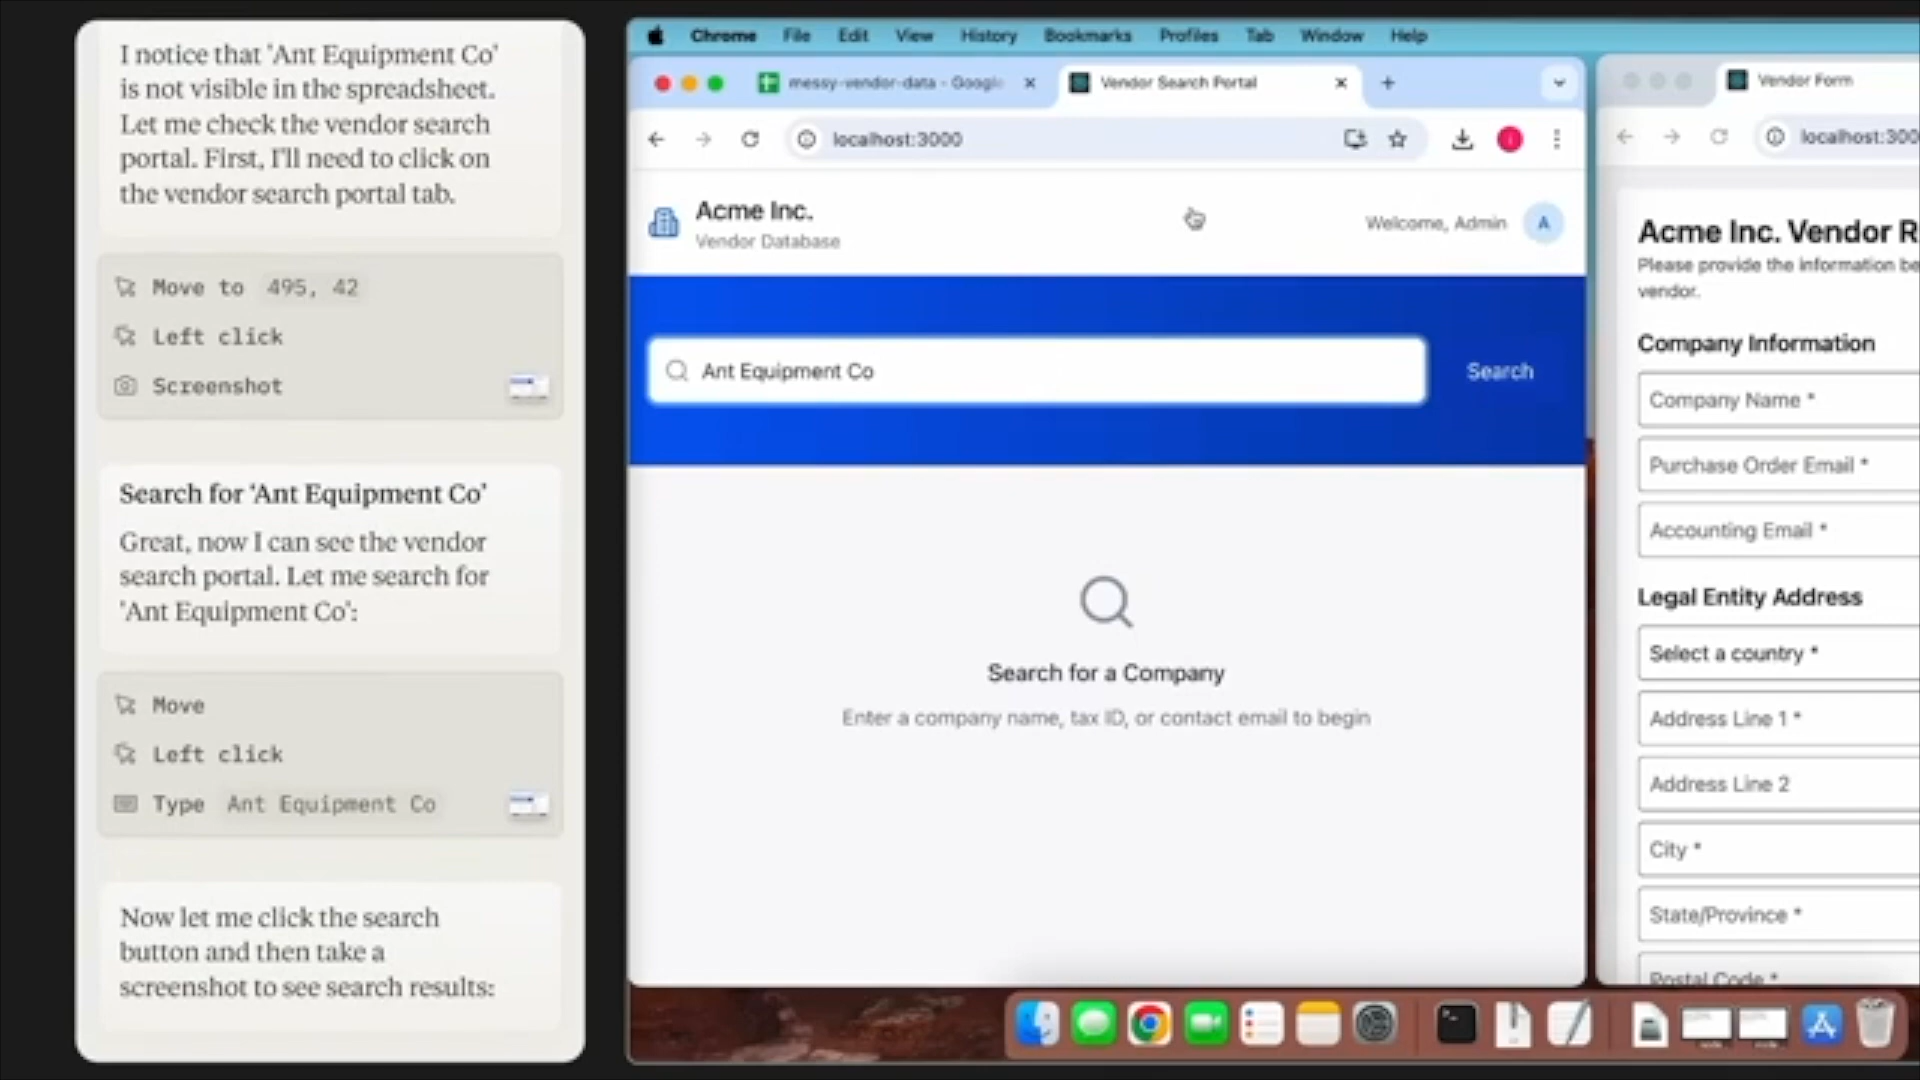 I notice that 'Ant Equipment Co'
is not visible in the spreadsheet.
Let me check the vendor search
portal. First, I'll need to click on
the vendor search portal tab.
Move to 495, 42
Left click
Screenshot
Search for 'Ant Equipment Co'
Great, now I can see the vendor
search portal. Let me search for
'Ant Equipment Co':
Move
Left click
Type Ant Equipment Co
Now let me click the search
button and then take a
screenshot to see search results:
Chrome File Edit View History Bookmarks Profiles Tab Window Help
messy-vendor-data - Google
Vendor Search Portal
localhost:3000
Acme Inc.
Vendor Database
Welcome, Admin
A
Ant Equipment Co
Search
Search for a Company
Enter a company name, tax ID, or contact email to begin
Vendor Form
localhost:300
Acme Inc. Vendor R
Please provide the information be
vendor.
Company Information
Company Name *
Purchase Order Email *
Accounting Email *
Legal Entity Address
Select a country *
Address Line 1 *
Address Line 2
City *
State/Province *
Postal Code *